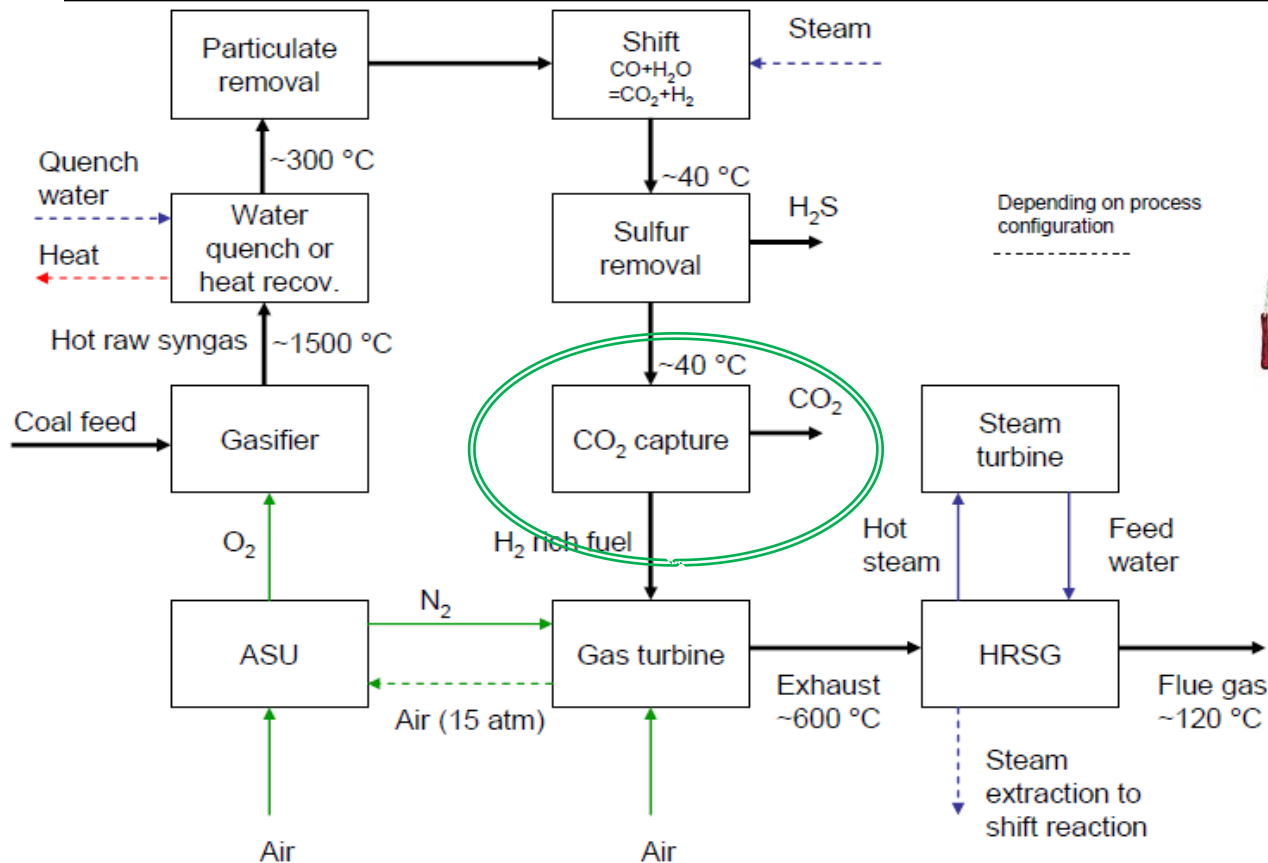 Particulate
removal
Shift
CO+H₂O
=CO₂+H₂
Steam
~300 °C
Quench
water
~40 °C
H₂S
Depending on process
configuration
Water
quench or
heat recov.
Heat
Sulfur
removal
Hot raw syngas
~1500 °C
~40 °C
CO₂
Coal feed
Gasifier
CO₂ capture
Steam
turbine
O₂
H₂ rich fuel
Hot
steam
Feed
water
N₂
ASU
Gas turbine
HRSG
Air (15 atm)
Exhaust
~600 °C
Flue gas
~120 °C
Steam
extraction to
shift reaction
Air
Air